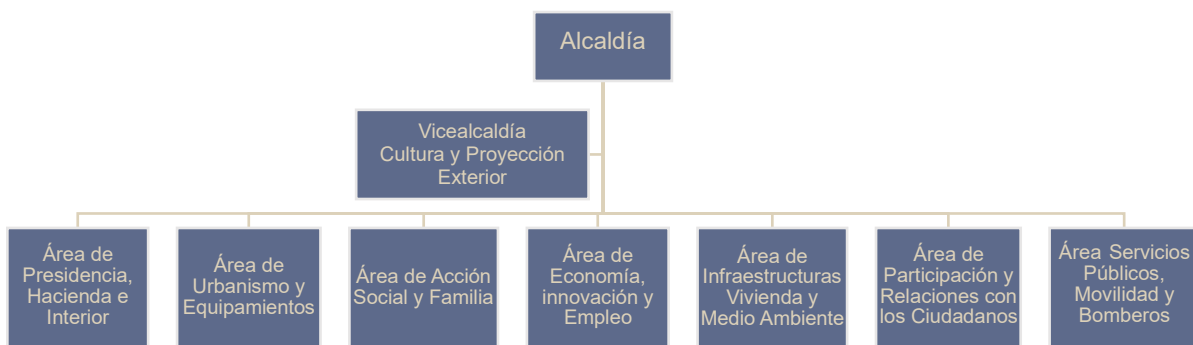 Alcaldía
Vicealcaldía
Cultura y Proyección
Exterior
Área de
Presidencia,
Hacienda e
Interior
Área de
Urbanismo y
Equipamientos
Área de Acción
Social y Familia
Área de
Economía,
innovación y
Empleo
Área de
Infraestructuras
Vivienda y
Medio Ambiente
Área de
Participación y
Relaciones con
los Ciudadanos
Área Servicios
Públicos,
Movilidad y
Bomberos